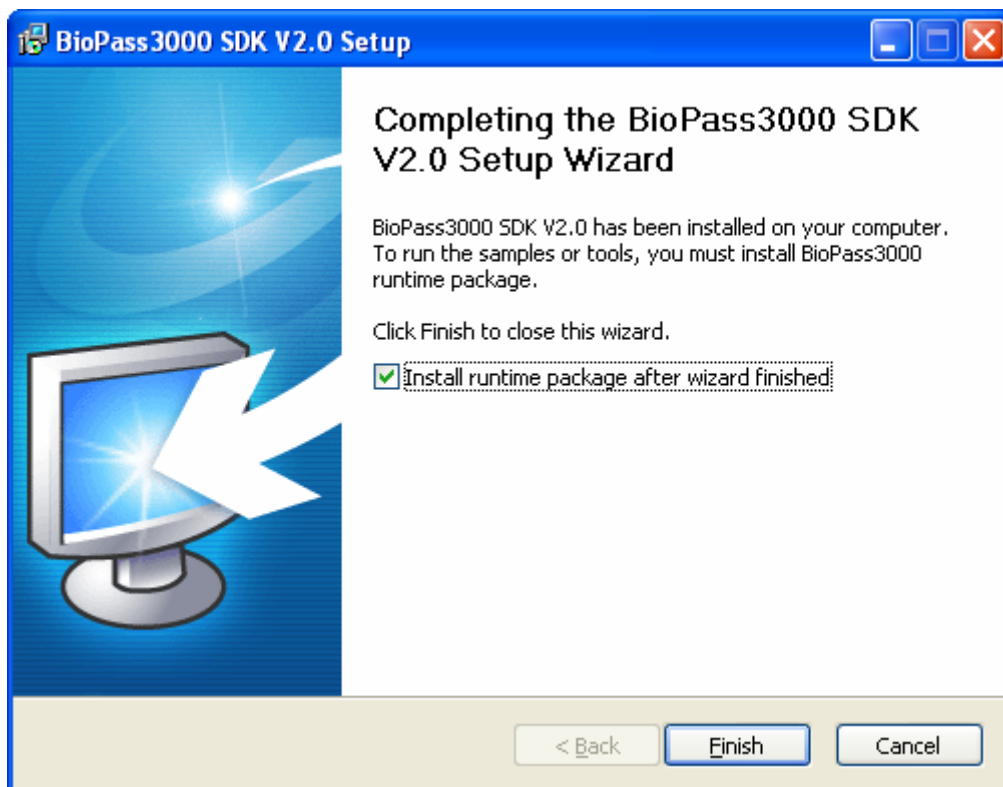 BioPass3000 SDK V2.0 Setup
Completing the BioPass3000 SDK
V2.0 Setup Wizard
BioPass3000 SDK V2.0 has been installed on your computer.
To run the samples or tools, you must install BioPass3000
runtime package.
Click Finish to close this wizard.
Install runtime package after wizard finished
< Back
Finish
Cancel